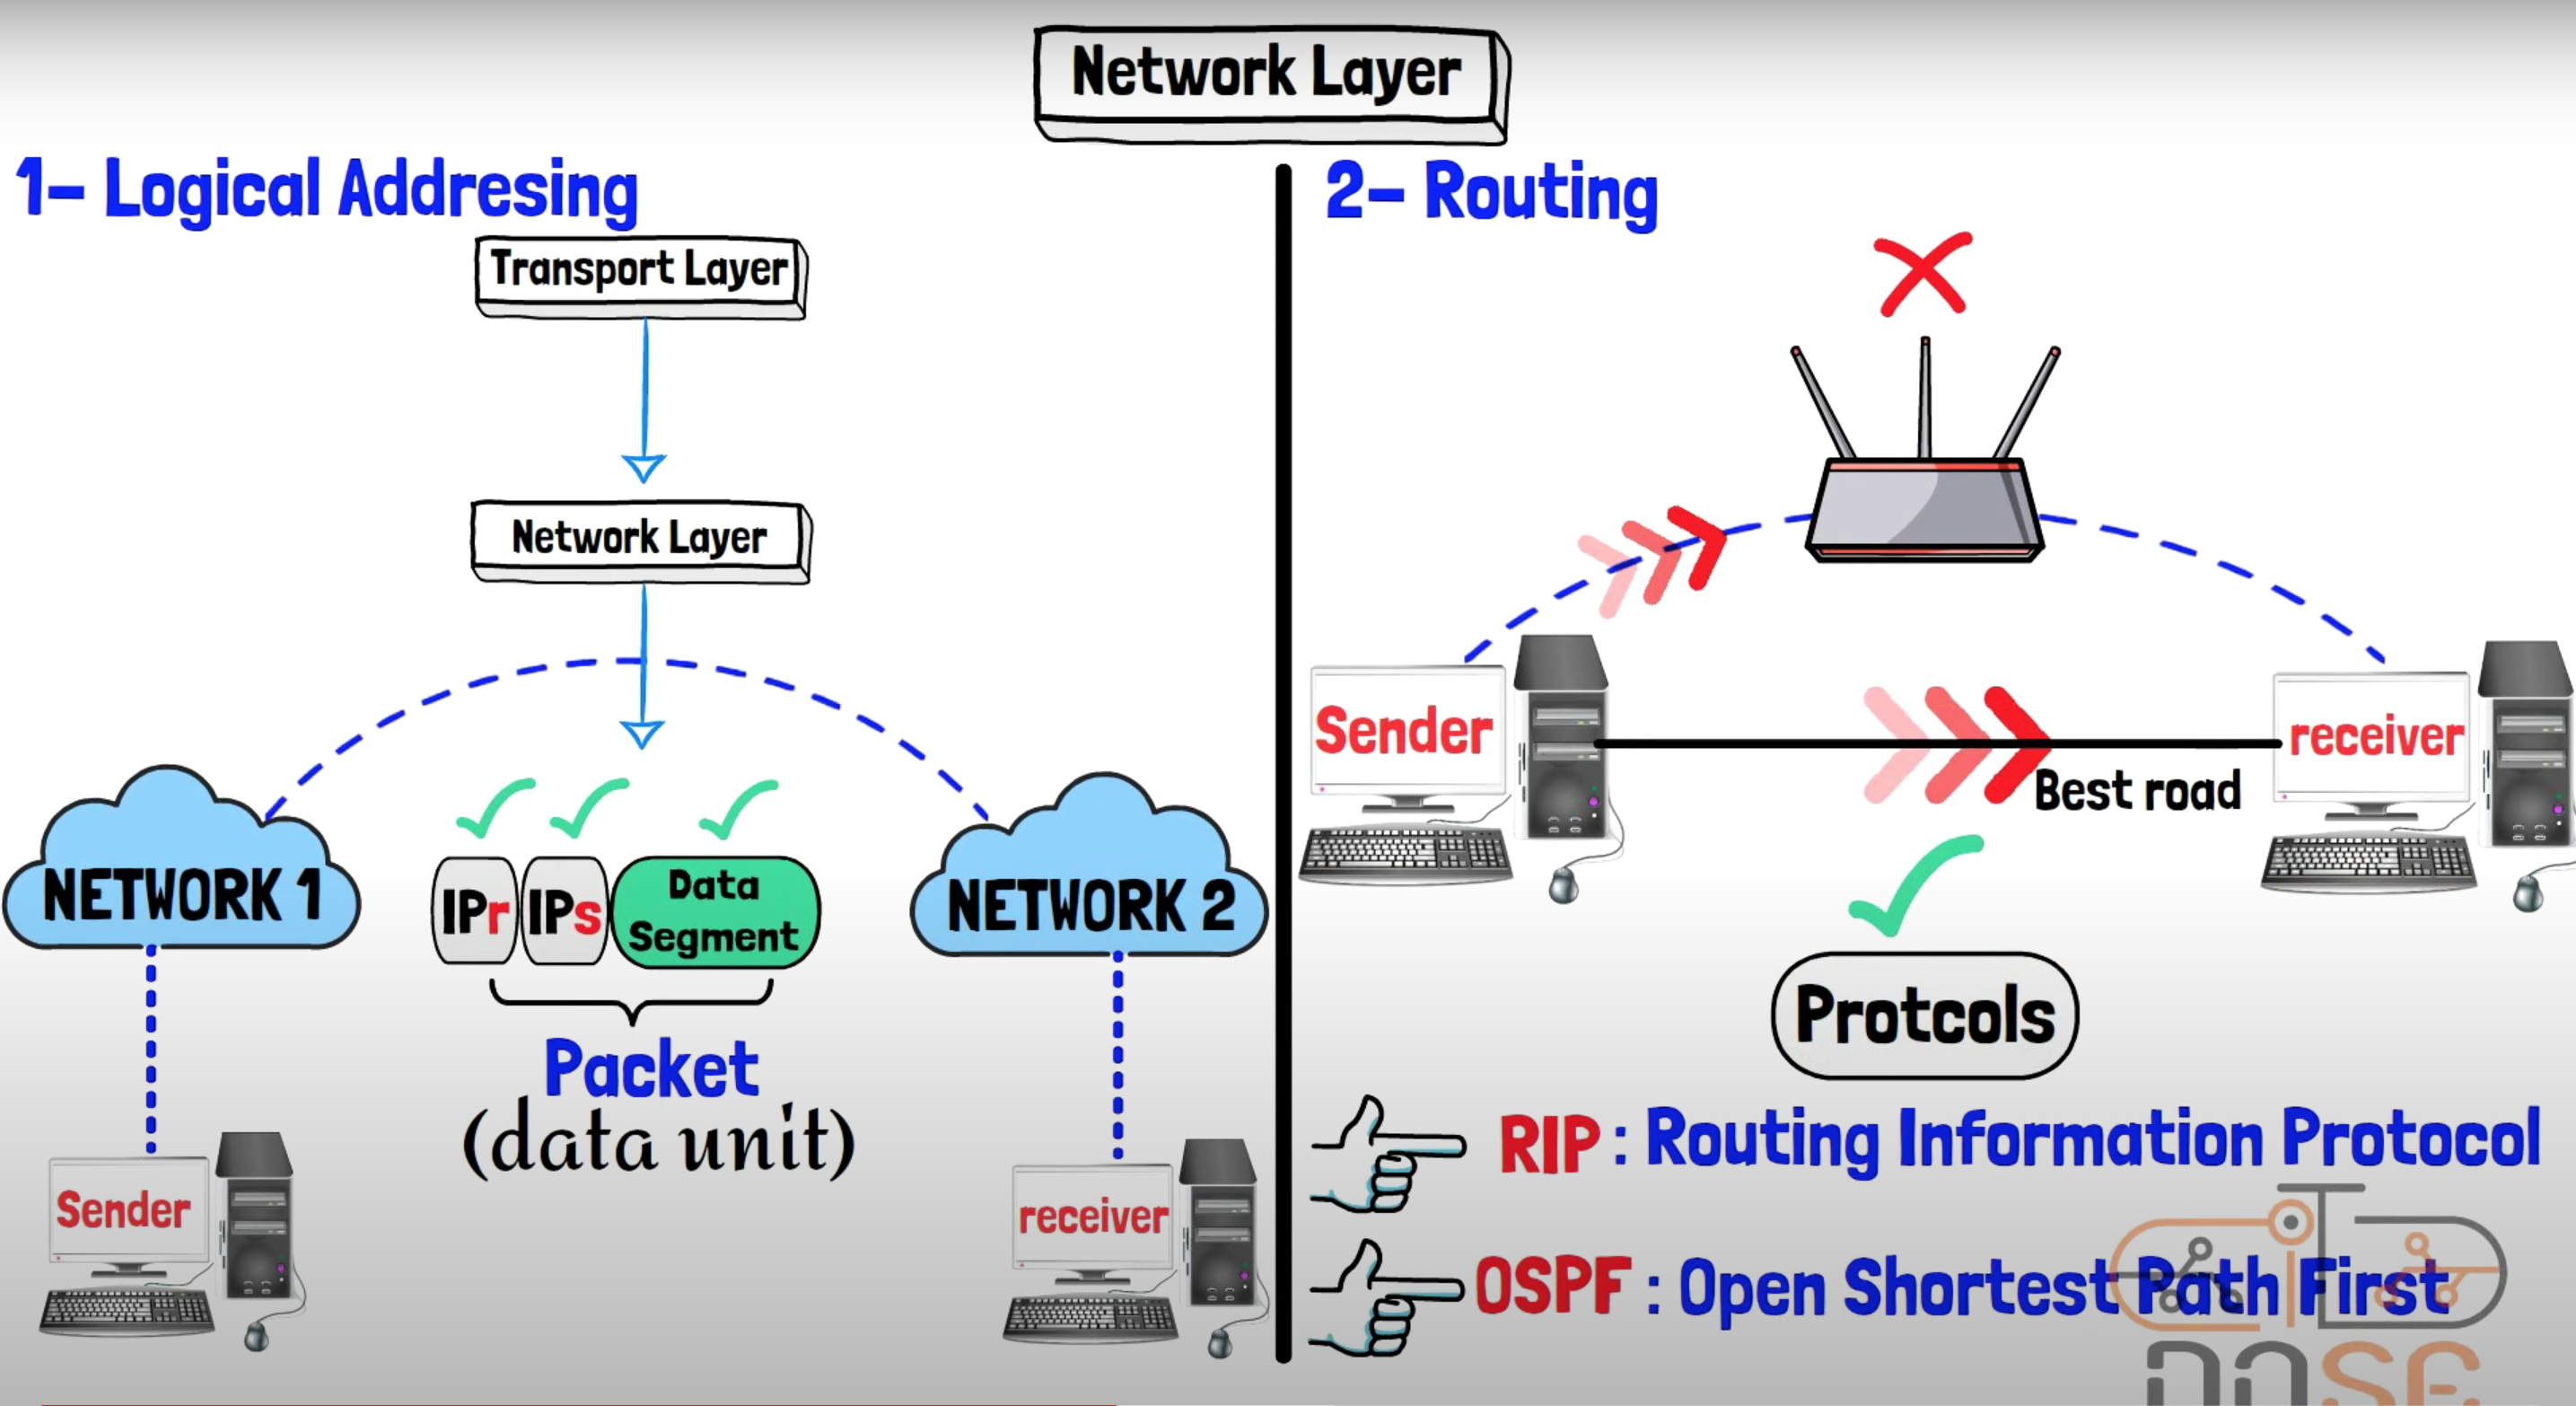 Network Layer
1- Logical Addresing
Transport Layer
Network Layer
NETWORK 1
IPr IPs Data
Segment
NETWORK 2
Packet
(data unit)
Sender
receiver
2- Routing
Sender
receiver
Best road
Protcols
RIP : Routing Information Protocol
OSPF : Open Shortest Path First